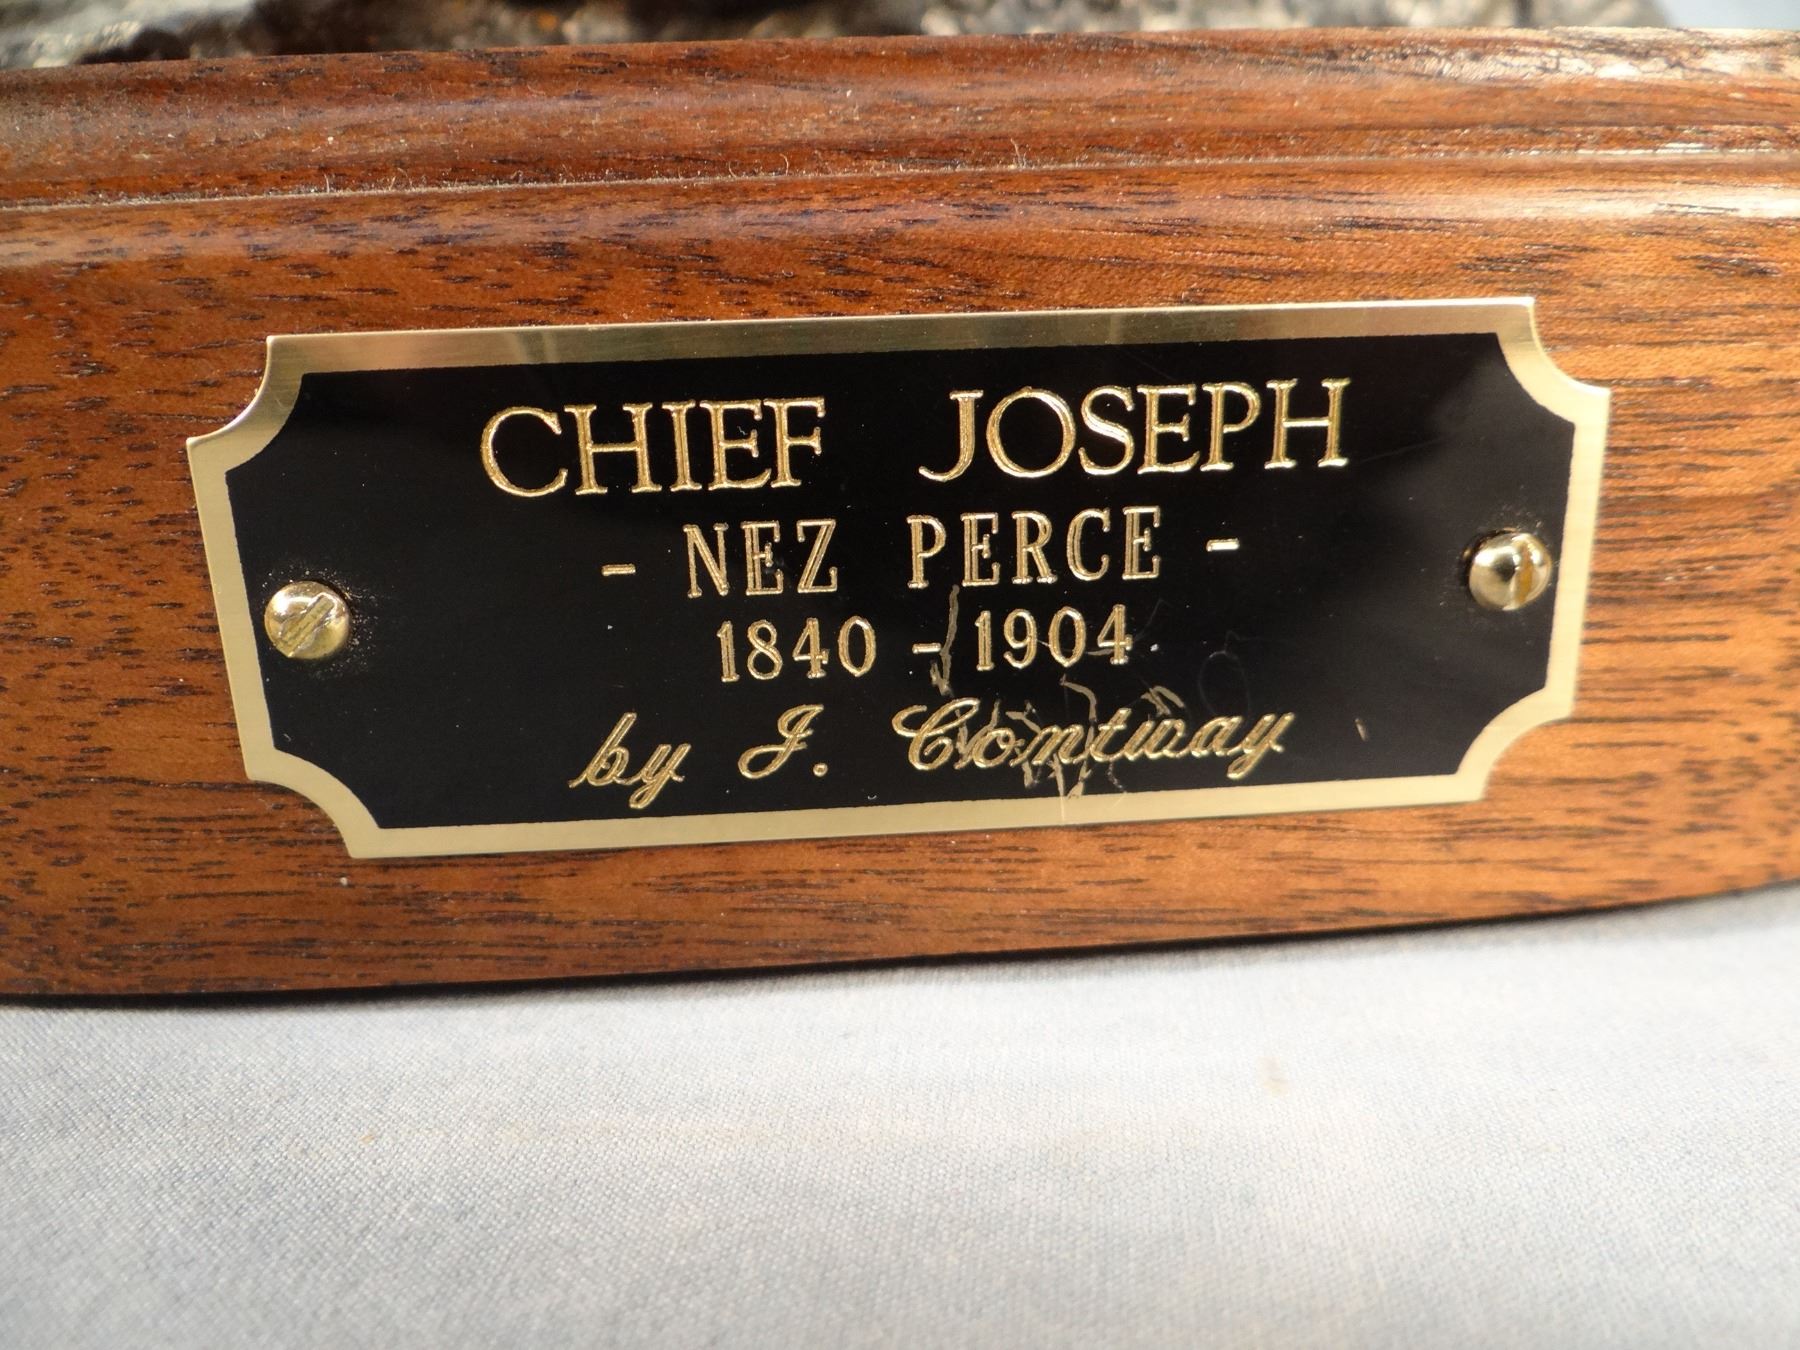 CHIEF JOSEPH
- NEZ PERCE -
1840 - 1904
by J. Contway